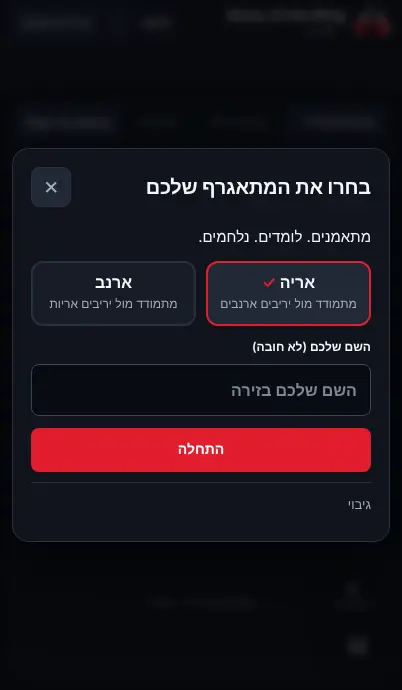 בחרו את המתאגרף שלכם
מתאמנים. לומדים. נלחמים.
אריה
מתמודד מול יריבים ארנבים
ארנב
מתמודד מול יריבים אריות
השם שלכם (לא חובה)
השם שלכם בזירה
התחלה
גיבוי